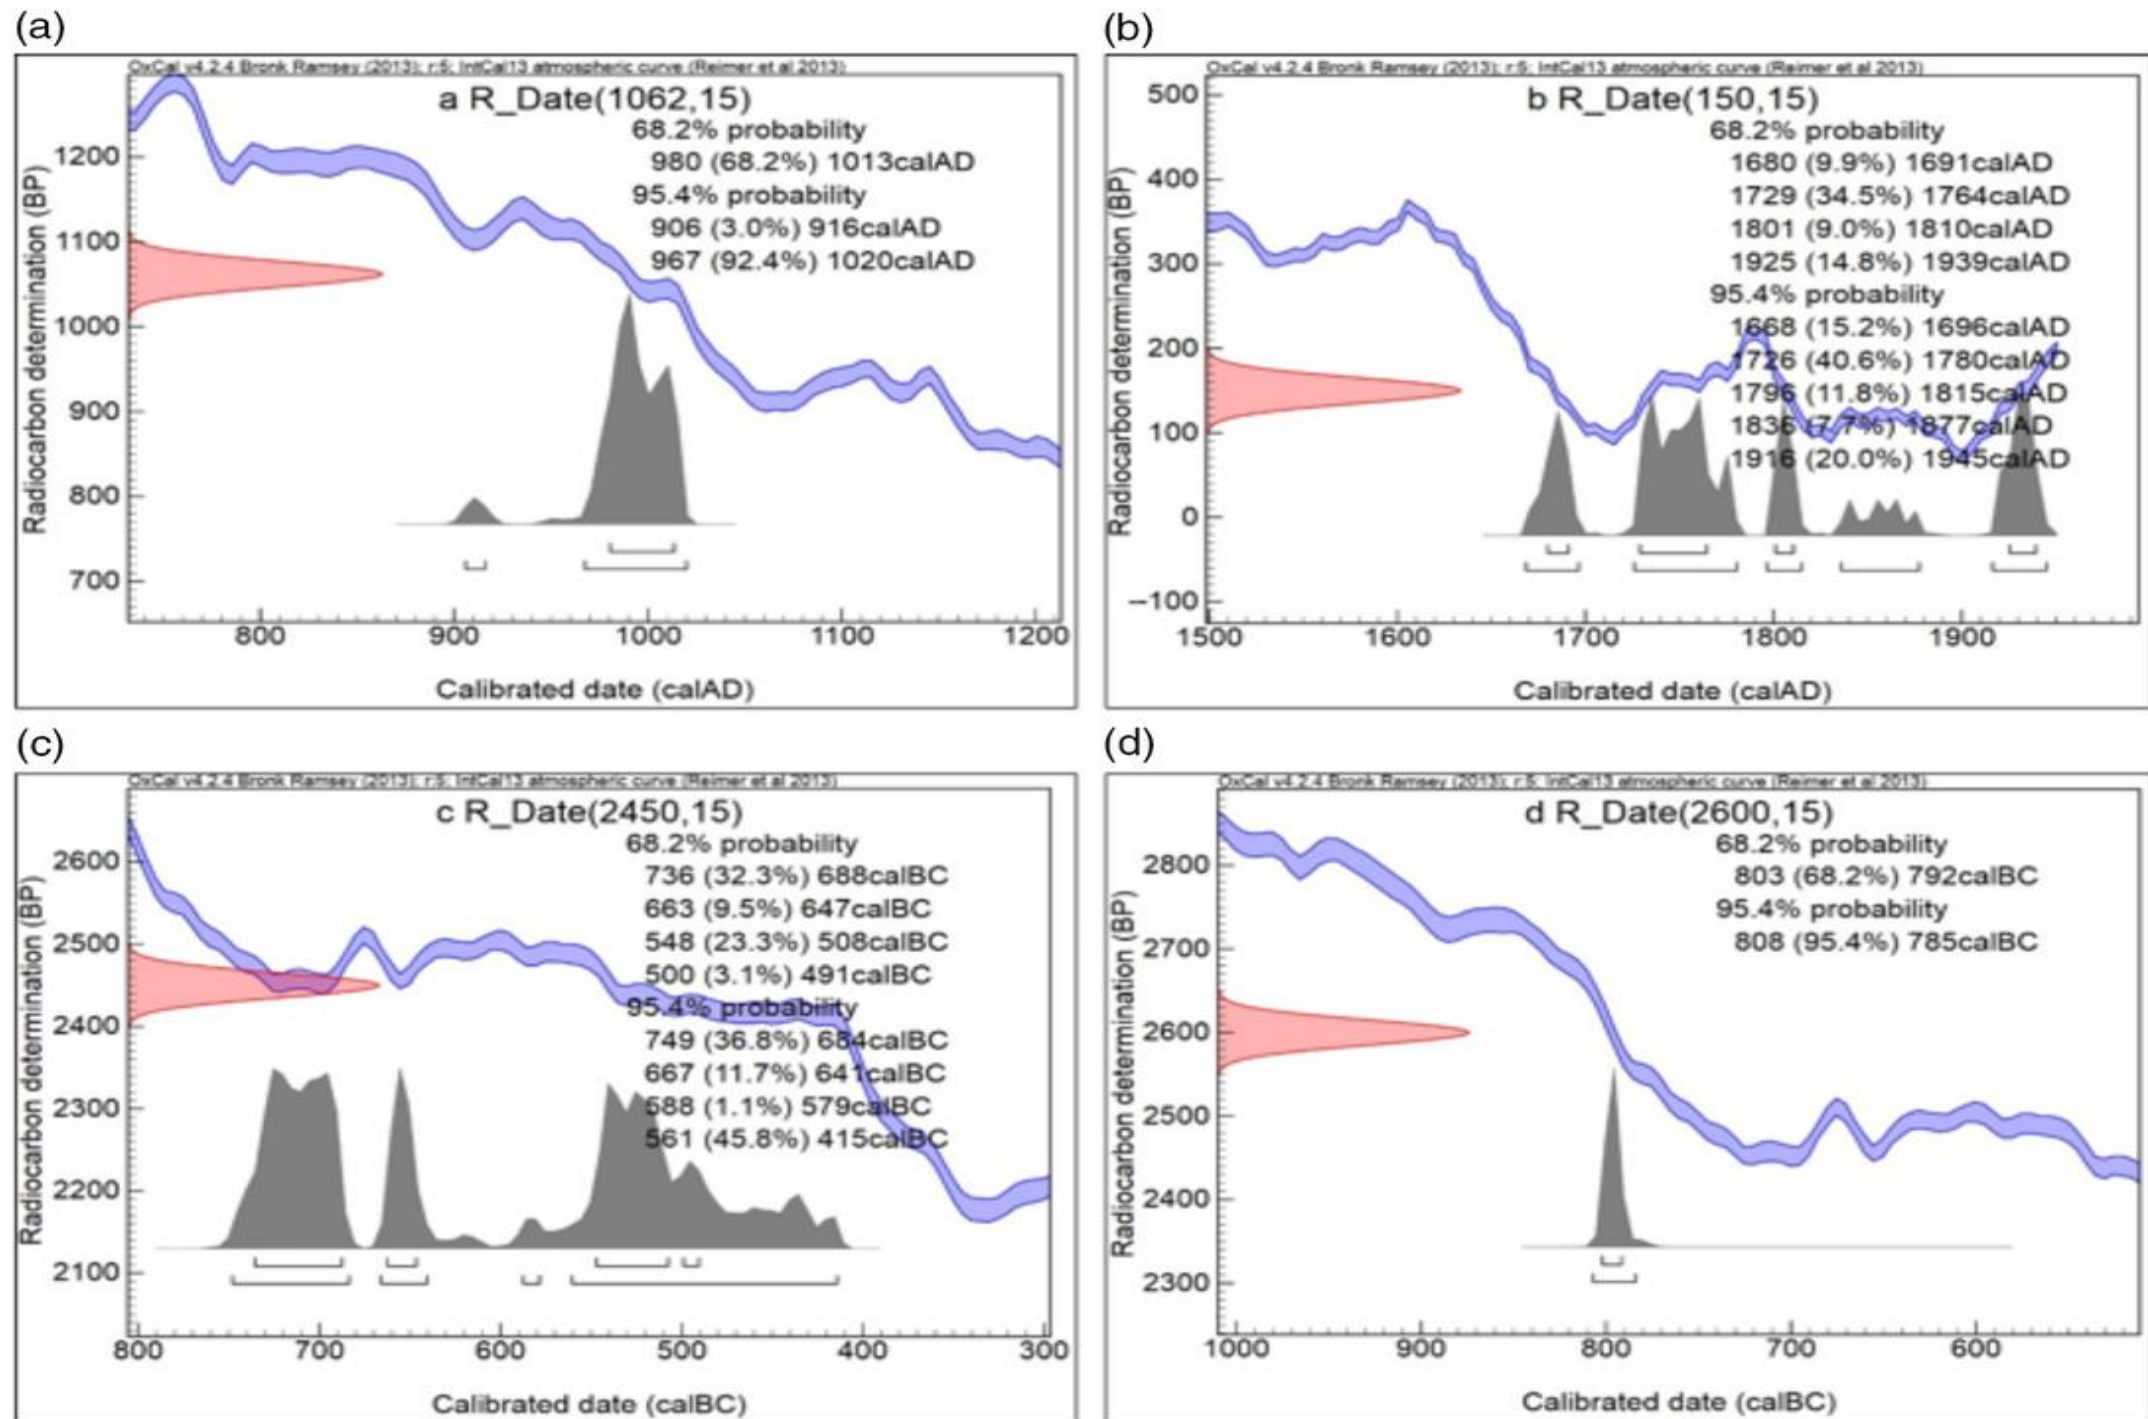 (a)
OxCal v4.2.4 Bronk Ramsey (2013); r:5; IntCal13 atmospheric curve (Reimer et al 2013)
a R_Date(1062,15)
68.2% probability
980 (68.2%) 1013calAD
95.4% probability
906 (3.0%) 916calAD
967 (92.4%) 1020calAD
Radiocarbon determination (BP)
1200
1100
1000
900
800
700
800 900 1000 1100 1200
Calibrated date (calAD)
(b)
OxCal v4.2.4 Bronk Ramsey (2013); r:5; IntCal13 atmospheric curve (Reimer et al 2013)
b R_Date(150,15)
68.2% probability
1680 (9.9%) 1691calAD
1729 (34.5%) 1764calAD
1801 (9.0%) 1810calAD
1925 (14.8%) 1939calAD
95.4% probability
1668 (15.2%) 1696calAD
1726 (40.6%) 1780calAD
1796 (11.8%) 1815calAD
1836 (7.7%) 1877calAD
1916 (20.0%) 1945calAD
Radiocarbon determination (BP)
500
400
300
200
100
0
−100
1500 1600 1700 1800 1900
Calibrated date (calAD)
(c)
OxCal v4.2.4 Bronk Ramsey (2013); r:5; IntCal13 atmospheric curve (Reimer et al 2013)
c R_Date(2450,15)
68.2% probability
736 (32.3%) 688calBC
663 (9.5%) 647calBC
548 (23.3%) 508calBC
500 (3.1%) 491calBC
95.4% probability
749 (36.8%) 684calBC
667 (11.7%) 641calBC
588 (1.1%) 579calBC
561 (45.8%) 415calBC
Radiocarbon determination (BP)
2600
2500
2400
2300
2200
2100
800 700 600 500 400 300
Calibrated date (calBC)
(d)
OxCal v4.2.4 Bronk Ramsey (2013); r:5; IntCal13 atmospheric curve (Reimer et al 2013)
d R_Date(2600,15)
68.2% probability
803 (68.2%) 792calBC
95.4% probability
808 (95.4%) 785calBC
Radiocarbon determination (BP)
2800
2700
2600
2500
2400
2300
1000 900 800 700 600
Calibrated date (calBC)